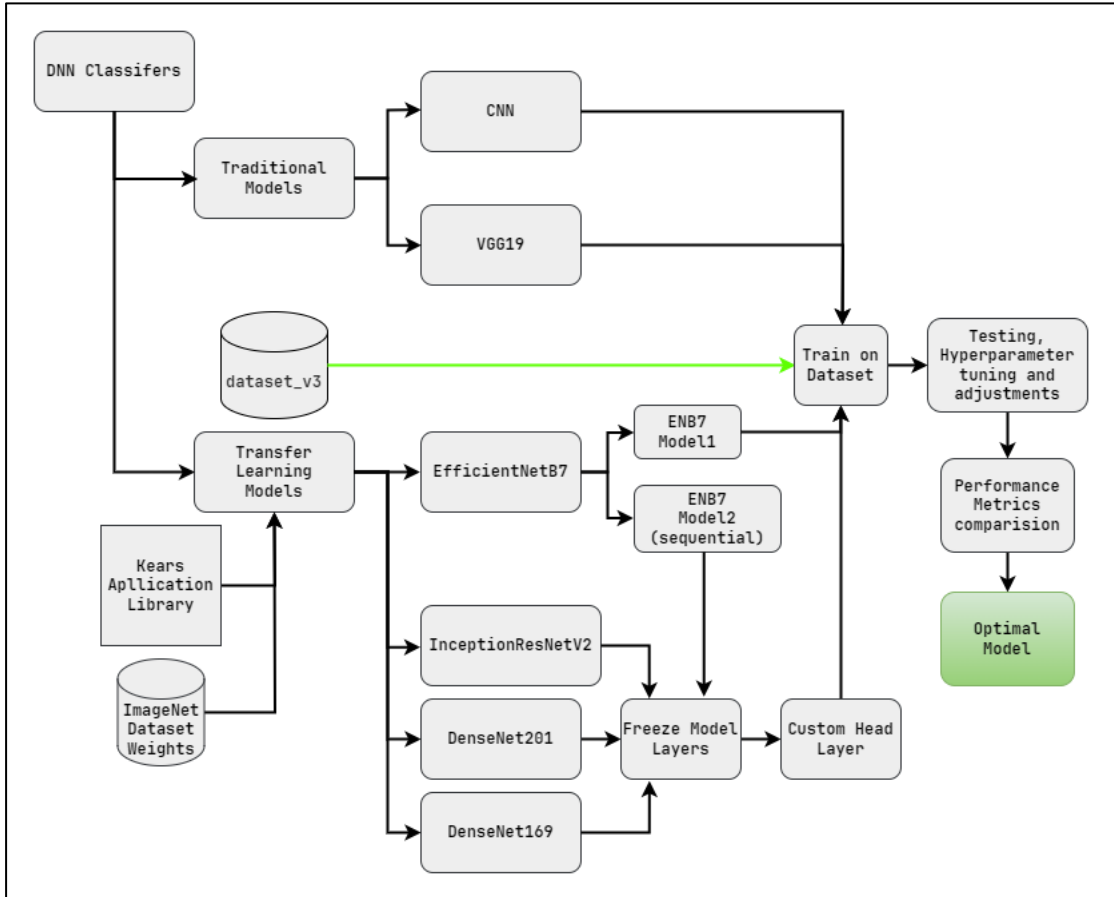 DNN Classifers
Traditional
Models
CNN
VGG19
dataset_v3
Train on
Dataset
Testing,
Hyperparameter
tuning and
adjustments
Transfer
Learning
Models
EfficientNetB7
ENB7
Model1
ENB7
Model2
(sequential)
Performance
Metrics
comparision
Kears
Apllication
Library
Optimal
Model
InceptionResNetV2
ImageNet
Dataset
Weights
DenseNet201
Freeze Model
Layers
Custom Head
Layer
DenseNet169